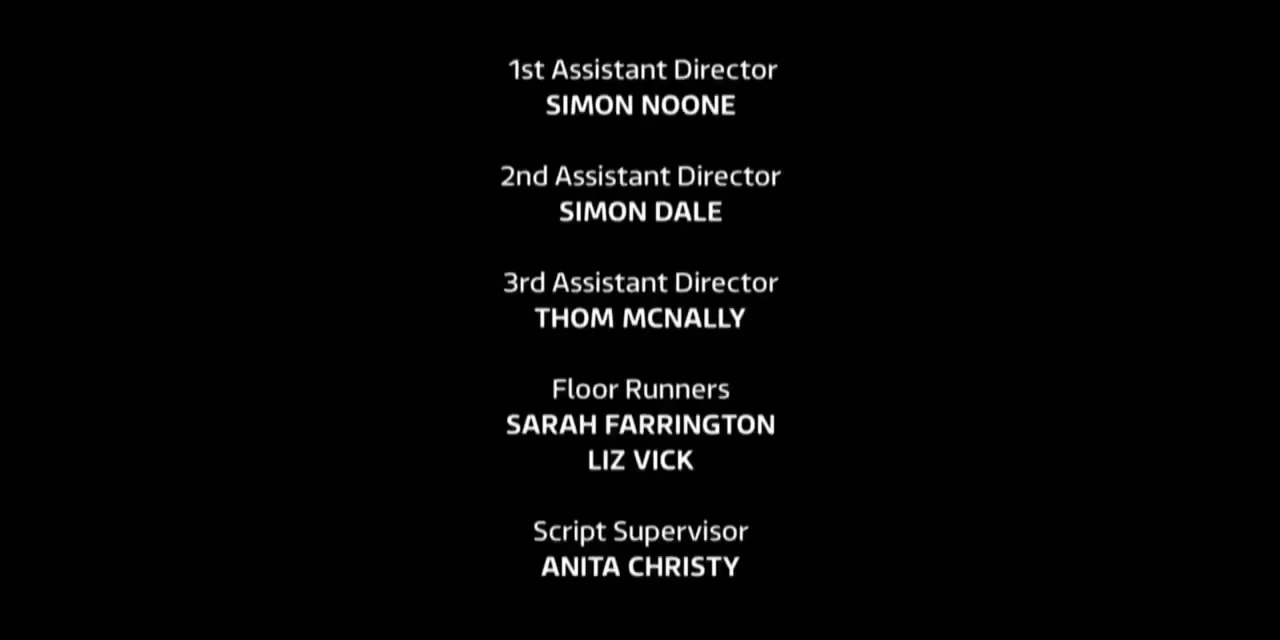 1st Assistant Director
SIMON NOONE
2nd Assistant Director
SIMON DALE
3rd Assistant Director
THOM MCNALLY
Floor Runners
SARAH FARRINGTON
LIZ VICK
Script Supervisor
ANITA CHRISTY